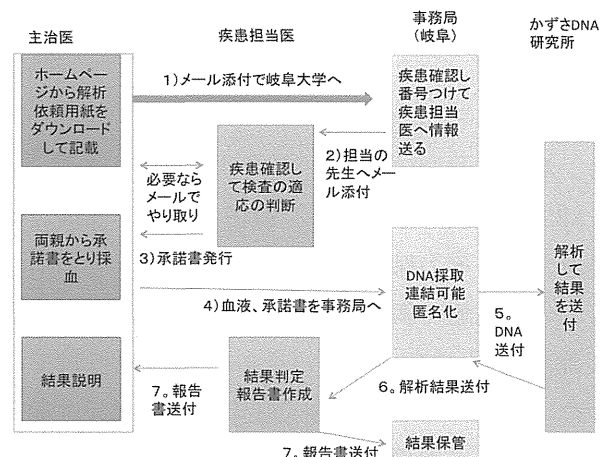 主治医
疾患担当医
事務局
（岐阜）
かずさDNA
研究所
ホームペー
ジから解析
依頼用紙を
ダウンロード
して記載
1）メール添付で岐阜大学へ
疾患確認し
番号つけて
疾患担当
医へ情報
送る
2）担当の
先生へメー
ル添付
疾患確認し
て検査の適
応の判断
必要なら
メールで
やり取り
3）承諾書発行
両親から承
諾書をとり採
血
4）血液、承諾書を事務局へ
DNA採取
連結可能
匿名化
5。
DNA
送付
解析して結果を送付
6。解析結果送付
結果判定
報告書作成
7。報告
書送付
結果説明
7。報告書送付
結果保管